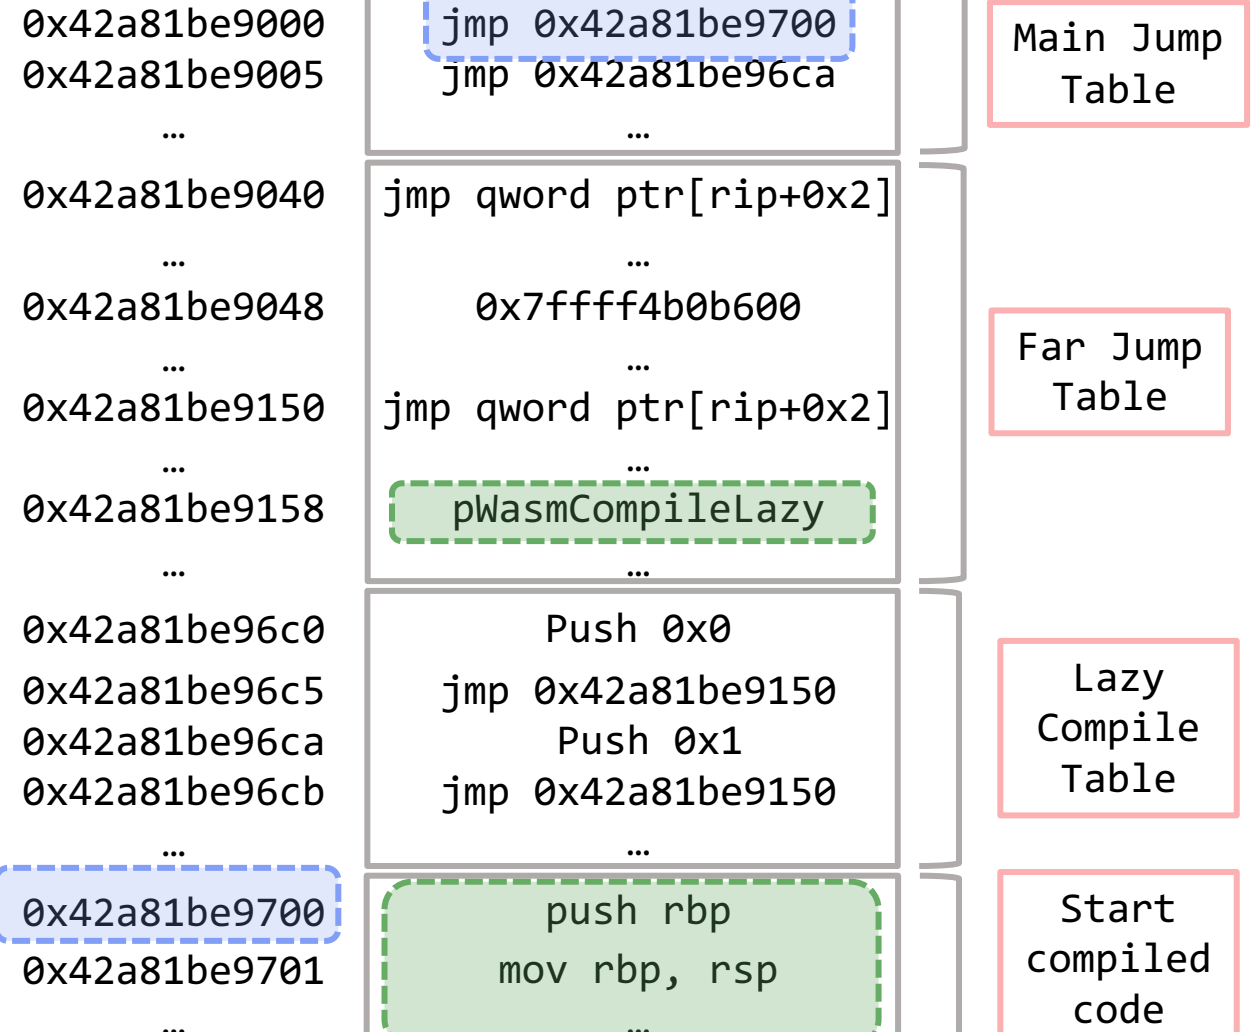 0x42a81be9000 jmp 0x42a81be9700
0x42a81be9005 jmp 0x42a81be96ca
… …
Main Jump
Table
0x42a81be9040 jmp qword ptr[rip+0x2]
… …
0x42a81be9048 0x7ffff4b0b600
… …
0x42a81be9150 jmp qword ptr[rip+0x2]
… …
0x42a81be9158 pWasmCompileLazy
… …
Far Jump
Table
0x42a81be96c0 Push 0x0
0x42a81be96c5 jmp 0x42a81be9150
0x42a81be96ca Push 0x1
0x42a81be96cb jmp 0x42a81be9150
… …
Lazy
Compile
Table
0x42a81be9700 push rbp
0x42a81be9701 mov rbp, rsp
… …
Start
compiled
code